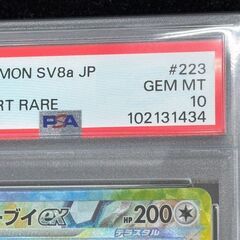 MON SV8a JP #223
GEM MT
RT RARE 10
PSA 102131434
ーブイex HP200
テラスタル